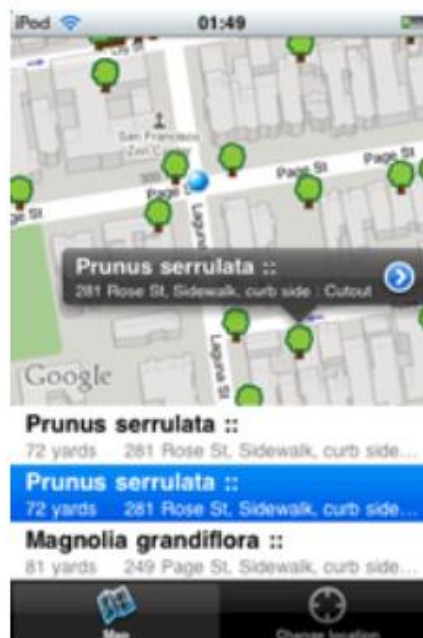 iPod 01:49
San Francisco
Zen Center
Page St
Page St
Page St
Laguna St
Prunus serrulata ::
281 Rose St, Sidewalk, curb side : Cutout
Laguna St
Google
Prunus serrulata ::
72 yards 281 Rose St, Sidewalk, curb side...
Prunus serrulata ::
72 yards 281 Rose St, Sidewalk, curb side...
Magnolia grandiflora ::
81 yards 249 Page St, Sidewalk, curb side...
Map Change location